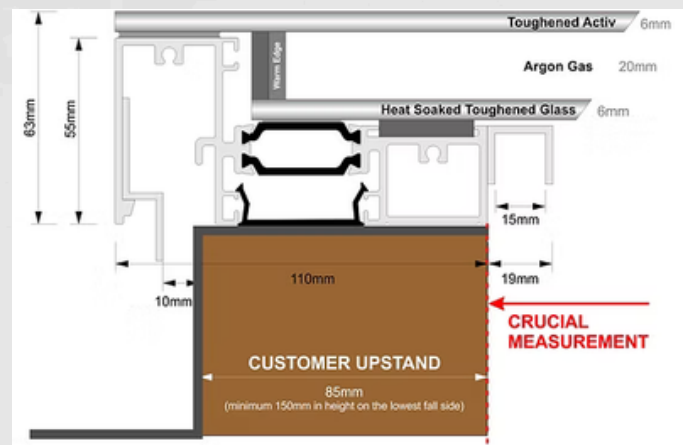 Toughened Activ
6mm
Argon Gas
20mm
Warm Edge
Heat Soaked Toughened Glass
6mm
63mm
55mm
15mm
110mm
19mm
10mm
CRUCIAL
MEASUREMENT
CUSTOMER UPSTAND
85mm
(minimum 150mm in height on the lowest fall side)